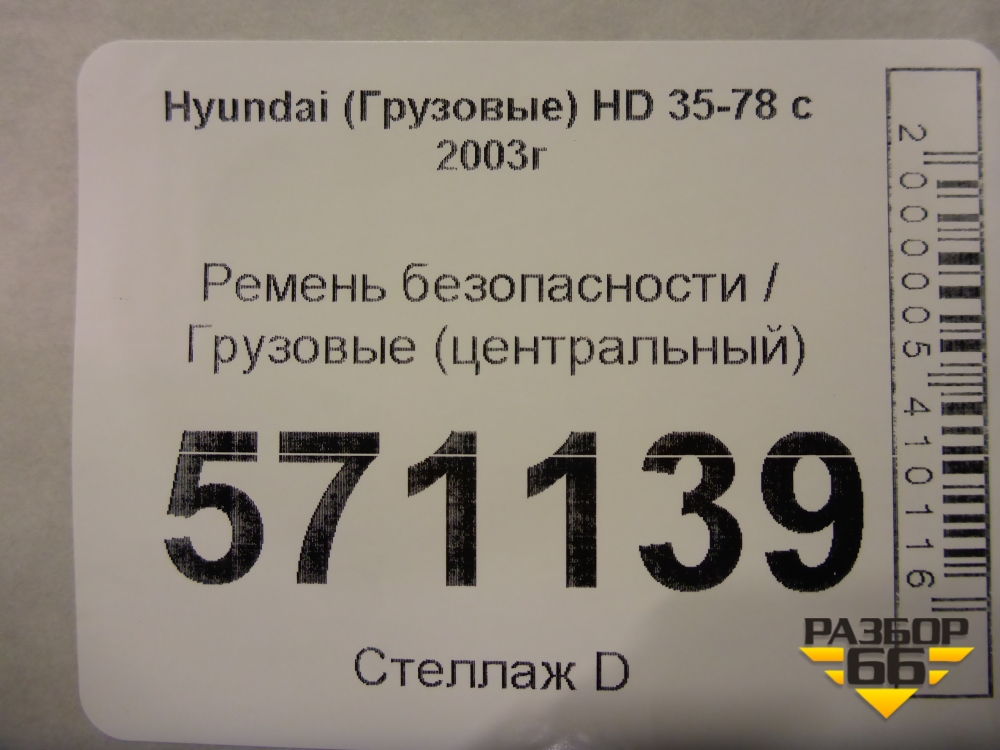 Hyundai (Грузовые) HD 35-78 с
2003г
Ремень безопасности /
Грузовые (центральный)
571139
Стеллаж D
2000005410116
РАЗБОР
66